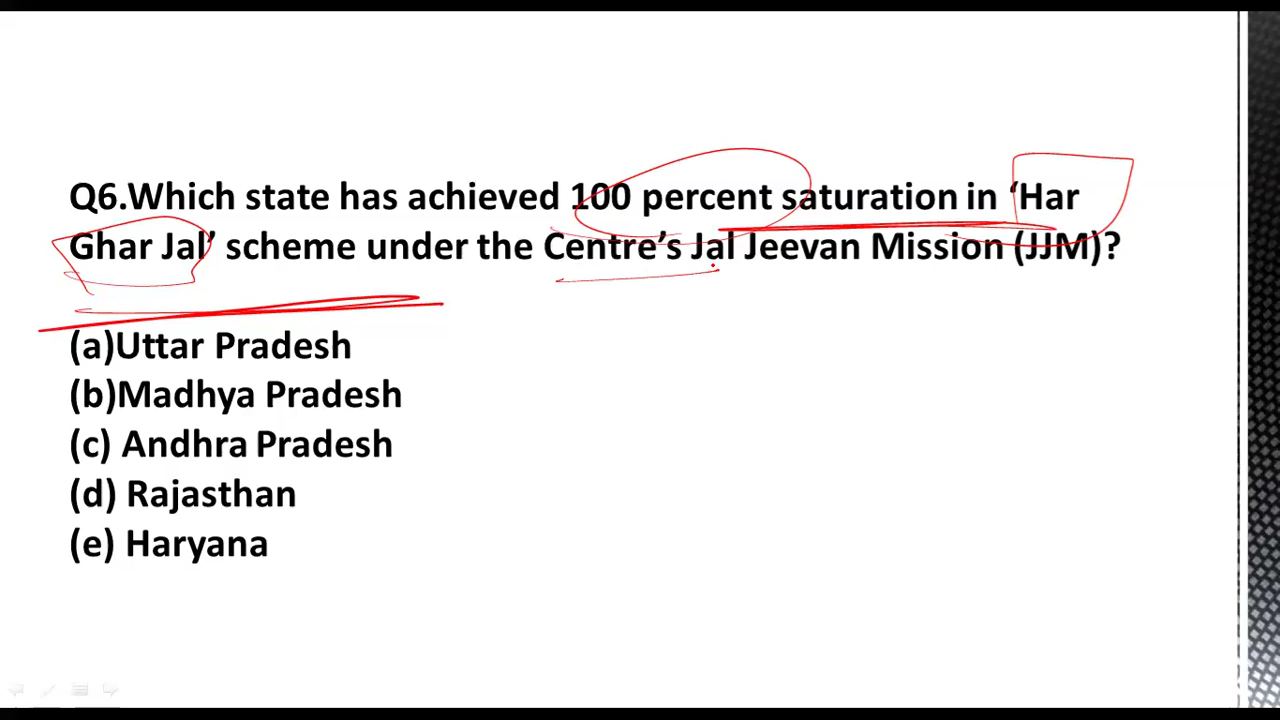 Q6.Which state has achieved 100 percent saturation in ‘Har
Ghar Jal’ scheme under the Centre’s Jal Jeevan Mission (JJM)?
(a)Uttar Pradesh
(b)Madhya Pradesh
(c) Andhra Pradesh
(d) Rajasthan
(e) Haryana